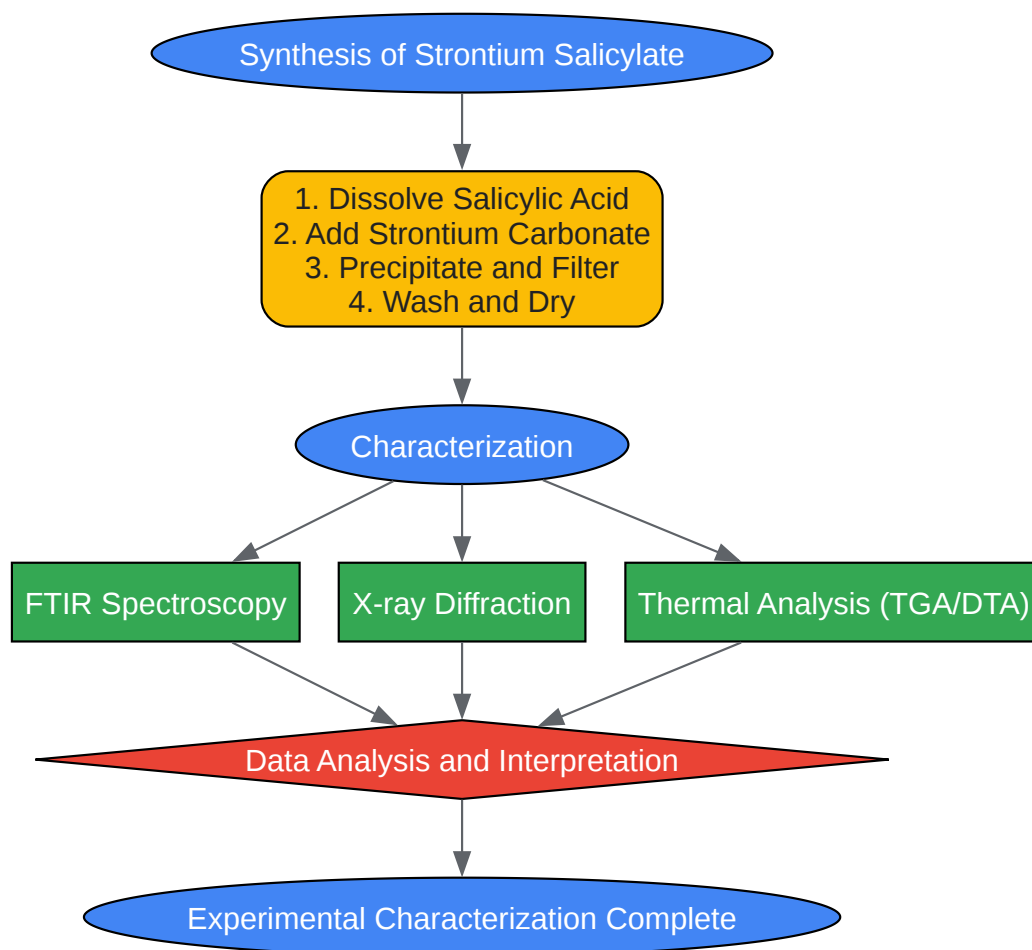 Synthesis of Strontium Salicylate
1. Dissolve Salicylic Acid
2. Add Strontium Carbonate
3. Precipitate and Filter
4. Wash and Dry
Characterization
FTIR Spectroscopy
X-ray Diffraction
Thermal Analysis (TGA/DTA)
Data Analysis and Interpretation
Experimental Characterization Complete